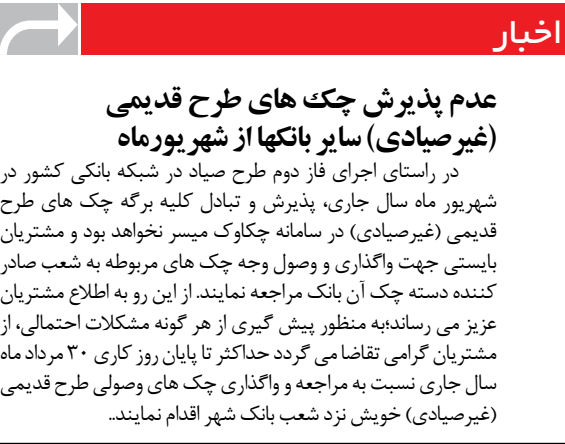 اخبار
عدم پذیرش چک های طرح قدیمی
(غیرصیادی) سایر بانکها از شهریورماه
در راستای اجرای فاز دوم طرح صیاد در شبکه بانکی کشور در
شهریور ماه سال جاری، پذیرش و تبادل کلیه برگه چک های طرح
قدیمی (غیرصیادی) در سامانه چکاوک میسر نخواهد بود و مشتریان
بایستی جهت واگذاری و وصول وجه چک های مربوطه به شعب صادر
کننده دسته چک آن بانک مراجعه نمایند. از این رو به اطلاع مشتریان
عزیز می رساند؛به منظور پیش گیری از هر گونه مشکلات احتمالی، از
مشتریان گرامی تقاضا می گردد حداکثر تا پایان روز کاری ۳۰ مرداد ماه
سال جاری نسبت به مراجعه و واگذاری چک های وصولی طرح قدیمی
(غیرصیادی) خویش نزد شعب بانک شهر اقدام نمایند..